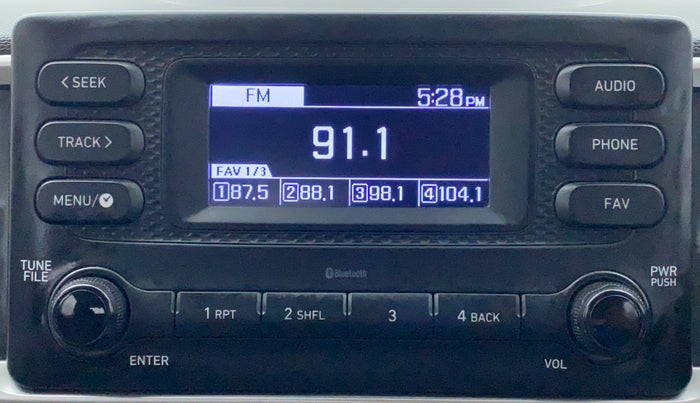 < SEEK
TRACK >
MENU/
FM 5:28 PM
91.1
FAV 1/3
1 87.5 2 88.1 3 98.1 4 104.1
AUDIO
PHONE
FAV
TUNE
FILE
Bluetooth
PWR
PUSH
1 RPT 2 SHFL 3 4 BACK
ENTER
VOL